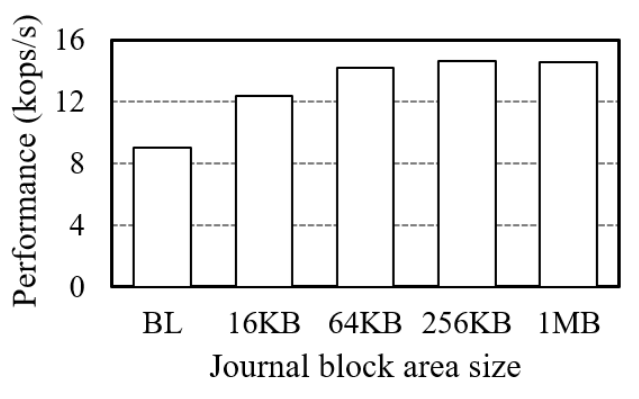 Performance (kops/s)
16
12
8
4
0
BL 16KB 64KB 256KB 1MB
Journal block area size